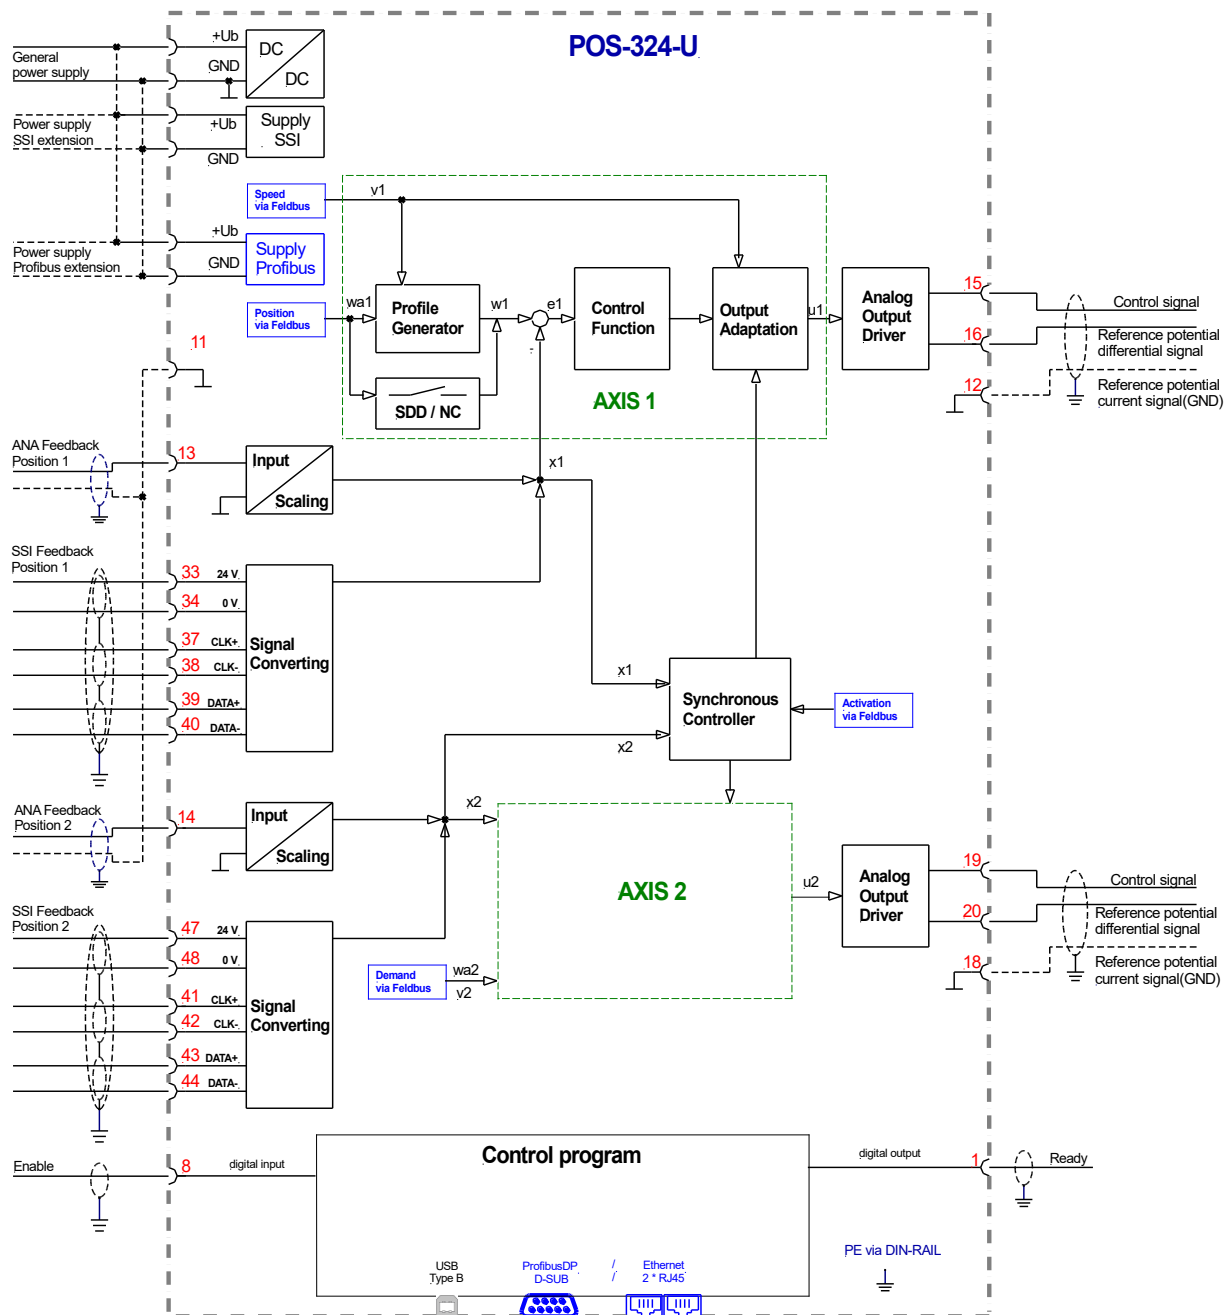 POS-324-U
General
power supply
+Ub
GND
DC
DC
Power supply
SSI extension
+Ub
GND
Supply
SSI
Power supply
Profibus extension
+Ub
GND
Supply
Profibus
Speed
via Feldbus
v1
Position
via Feldbus
wa1
Profile
Generator
w1
e1
-
Control
Function
Output
Adaptation
u1
Analog
Output
Driver
SDD / NC
AXIS 1
15
Control signal
16
Reference potential
differential signal
12
Reference potential
current signal(GND)
11
ANA Feedback
Position 1
13
Input
Scaling
x1
SSI Feedback
Position 1
33
24 V
34
0 V
37
CLK+
38
CLK-
39
DATA+
40
DATA-
Signal
Converting
x1
x2
Synchronous
Controller
Activation
via Feldbus
ANA Feedback
Position 2
14
Input
Scaling
x2
AXIS 2
u2
Analog
Output
Driver
19
Control signal
20
Reference potential
differential signal
18
Reference potential
current signal(GND)
SSI Feedback
Position 2
47
24 V
48
0 V
41
CLK+
42
CLK-
43
DATA+
44
DATA-
Signal
Converting
Demand
via Feldbus
wa2
v2
Enable
8
digital input
Control program
digital output
1
Ready
USB
Type B
ProfibusDP / Ethernet
D-SUB / 2 * RJ45
PE via DIN-RAIL